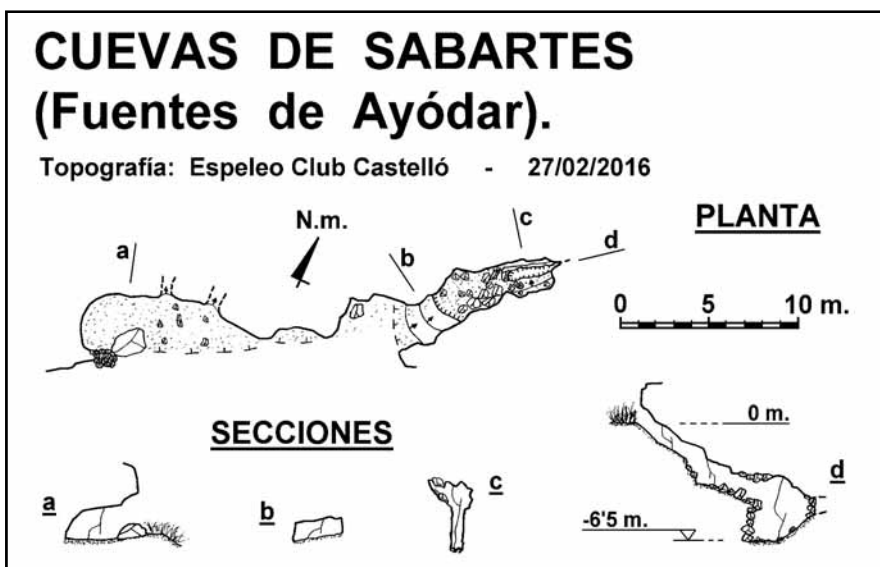 CUEVAS DE SABARTES
(Fuentes de Ayódar).
Topografía: Espeleo Club Castelló - 27/02/2016
N.m.
a
b
c
d
PLANTA
0 5 10 m.
SECCIONES
a
b
c
d
0 m.
-6'5 m.